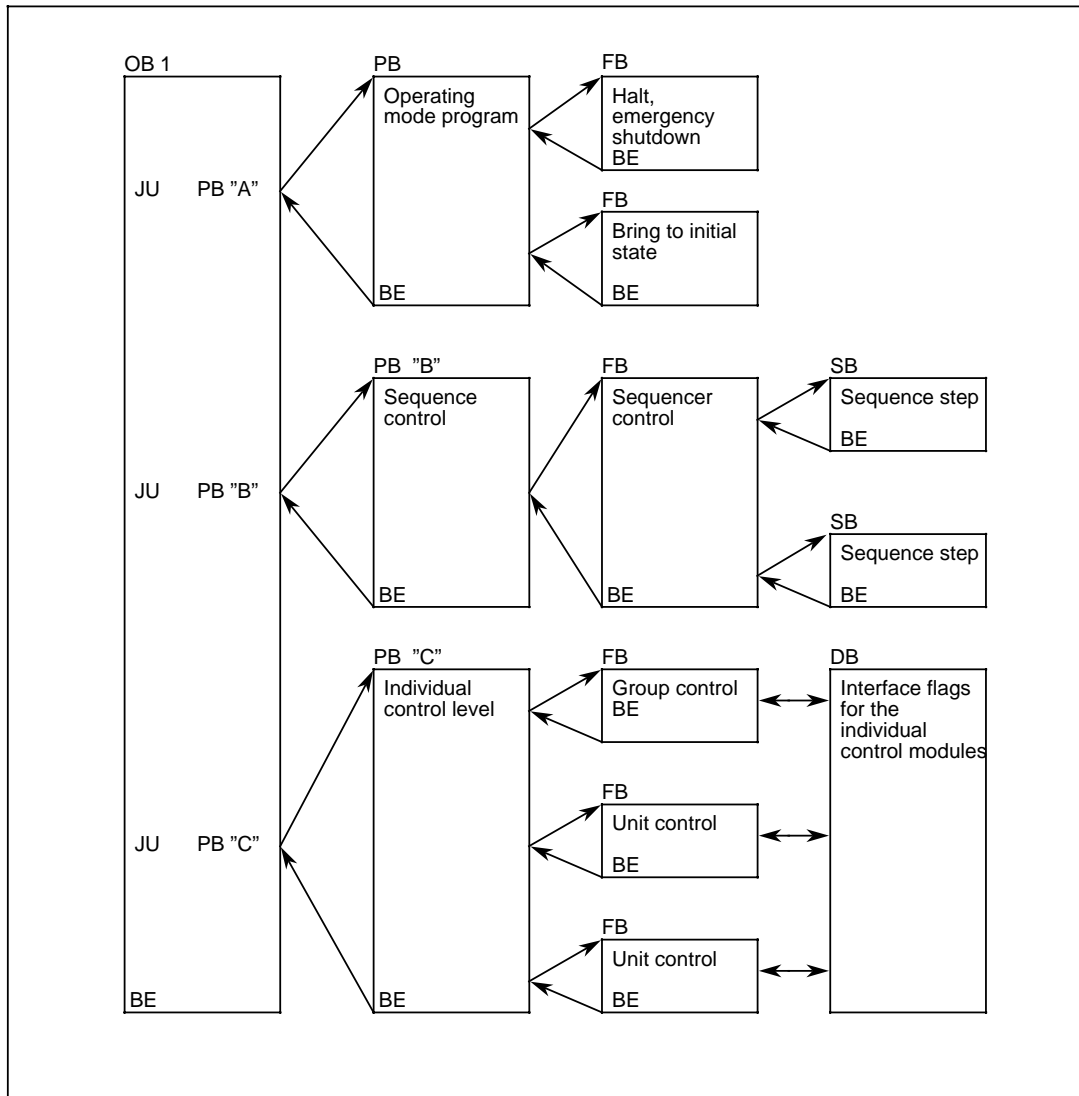 OB 1
JU PB ”A”
JU PB ”B”
JU PB ”C”
BE
PB
Operating
mode program
BE
FB
Halt,
emergency
shutdown
BE
FB
Bring to initial
state
BE
PB ”B”
Sequence
control
BE
FB
Sequencer
control
BE
SB
Sequence step
BE
SB
Sequence step
BE
PB ”C”
Individual
control level
BE
FB
Group control
BE
FB
Unit control
BE
FB
Unit control
BE
DB
Interface flags
for the
individual
control modules